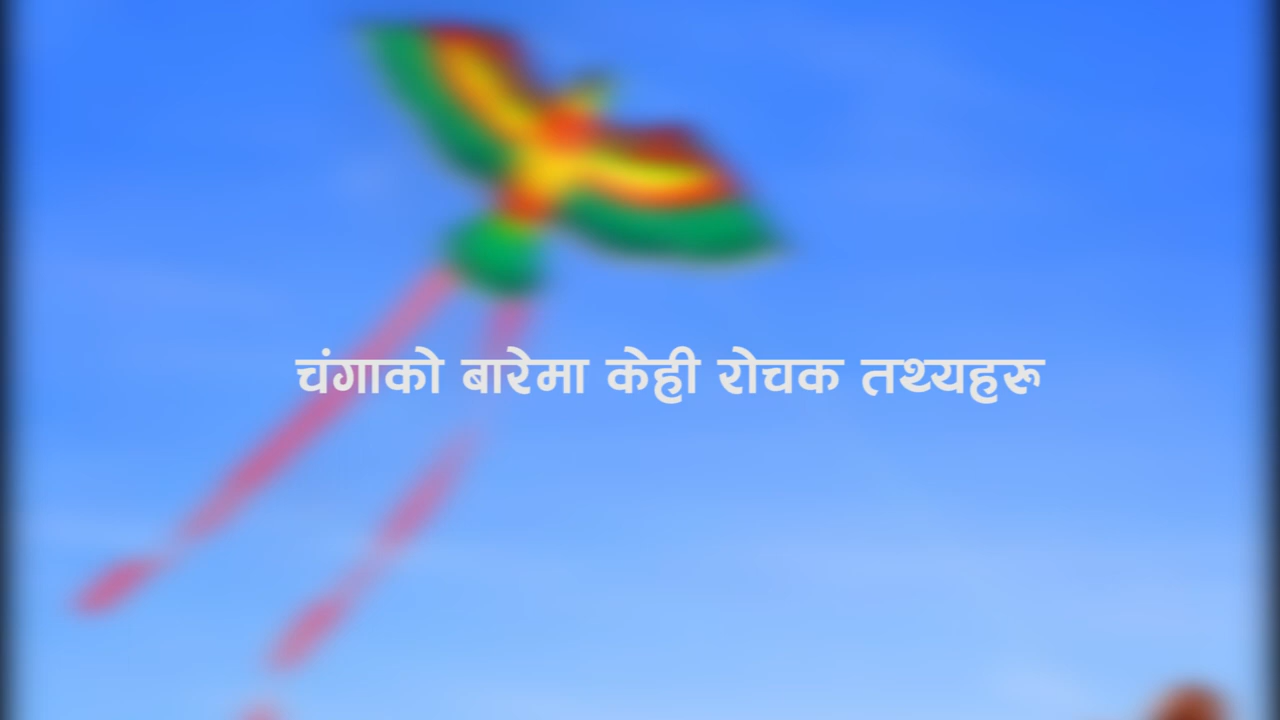 चंगाको बारेमा केही रोचक तथ्यहरू